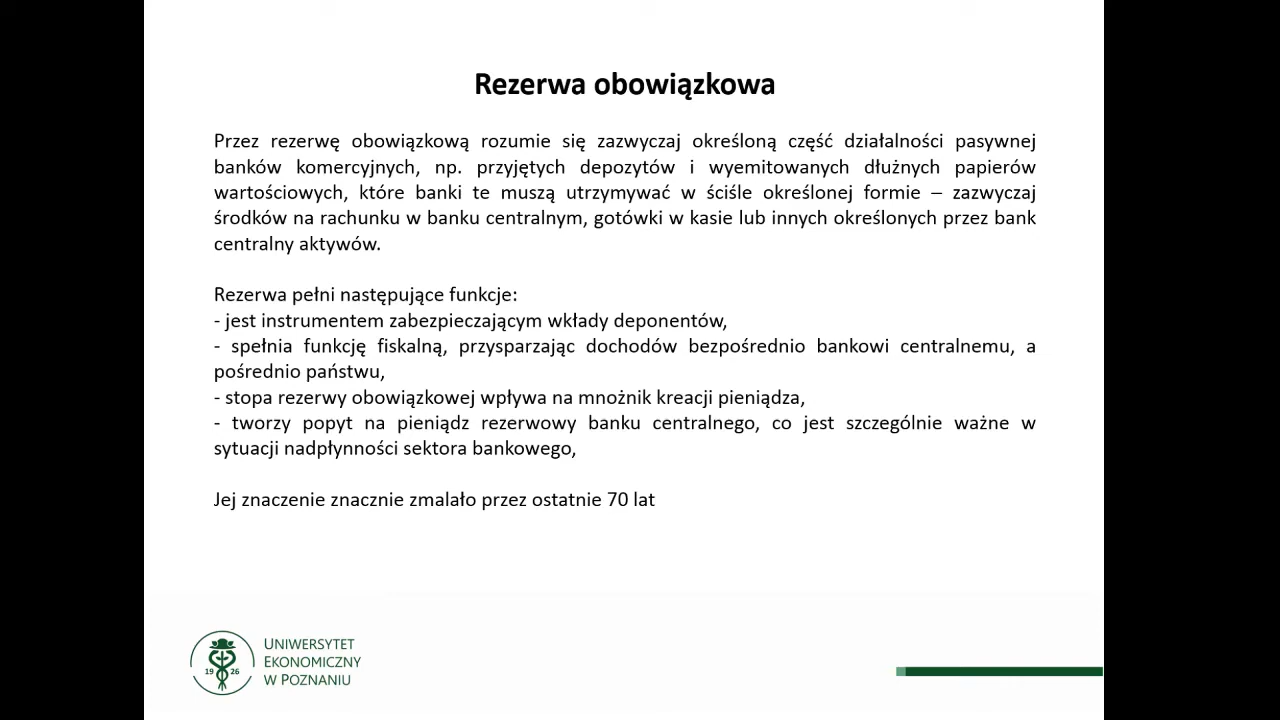 Rezerwa obowiązkowa
Przez rezerwę obowiązkową rozumie się zazwyczaj określoną część działalności pasywnej
banków komercyjnych, np. przyjętych depozytów i wyemitowanych dłużnych papierów
wartościowych, które banki te muszą utrzymywać w ściśle określonej formie – zazwyczaj
środków na rachunku w banku centralnym, gotówki w kasie lub innych określonych przez bank
centralny aktywów.
Rezerwa pełni następujące funkcje:
- jest instrumentem zabezpieczającym wkłady deponentów,
- spełnia funkcję fiskalną, przysparzając dochodów bezpośrednio bankowi centralnemu, a
pośrednio państwu,
- stopa rezerwy obowiązkowej wpływa na mnożnik kreacji pieniądza,
- tworzy popyt na pieniądz rezerwowy banku centralnego, co jest szczególnie ważne w
sytuacji nadpłynności sektora bankowego,
Jej znaczenie znacznie zmalało przez ostatnie 70 lat
19 26
UNIWERSYTET
EKONOMICZNY
W POZNANIU